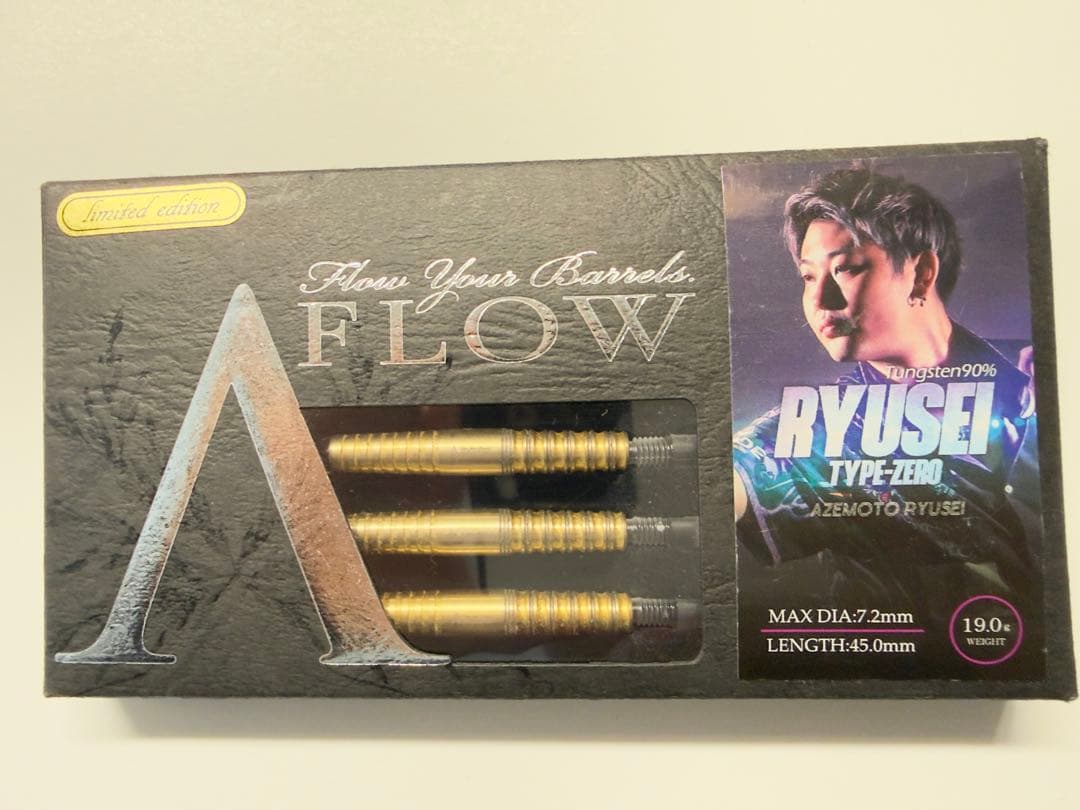 limited edition
Flow Your Barrels.
A FLOW
Tungsten90%
RYUSEI
TYPE-ZERO
AZEMOTO RYUSEI
MAX DIA:7.2mm
LENGTH:45.0mm
19.0g
WEIGHT